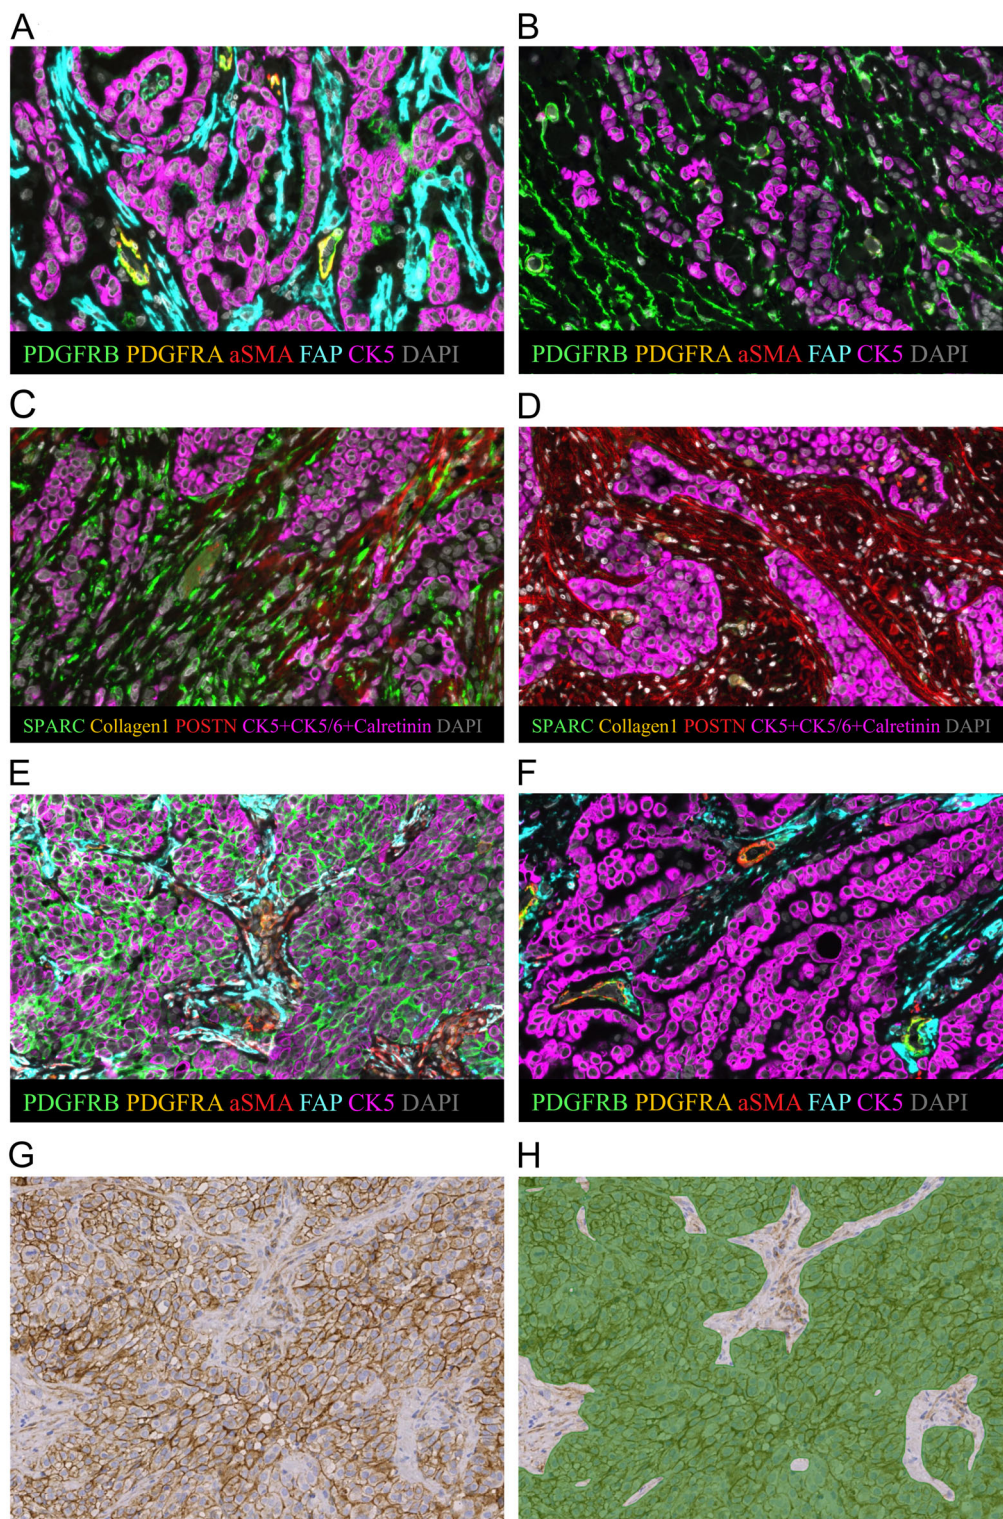 A
B
PDGFRB PDGFRA aSMA FAP CK5 DAPI
PDGFRB PDGFRA aSMA FAP CK5 DAPI
C
D
SPARC Collagen1 POSTN CK5+CK5/6+Calretinin DAPI
SPARC Collagen1 POSTN CK5+CK5/6+Calretinin DAPI
E
F
PDGFRB PDGFRA aSMA FAP CK5 DAPI
PDGFRB PDGFRA aSMA FAP CK5 DAPI
G
H